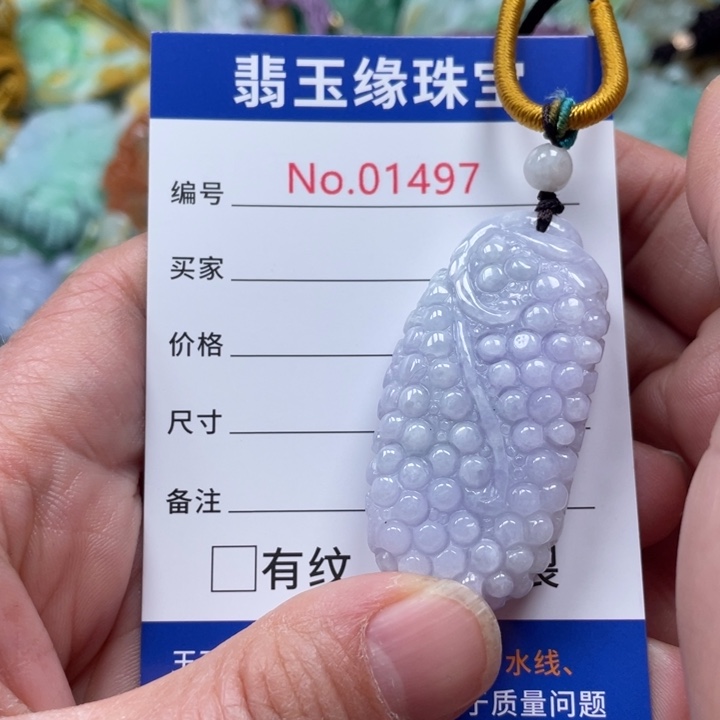 翡玉缘珠宝
编号 No.01497
买家
价格
尺寸
备注
□有纹
水线、
质量问题